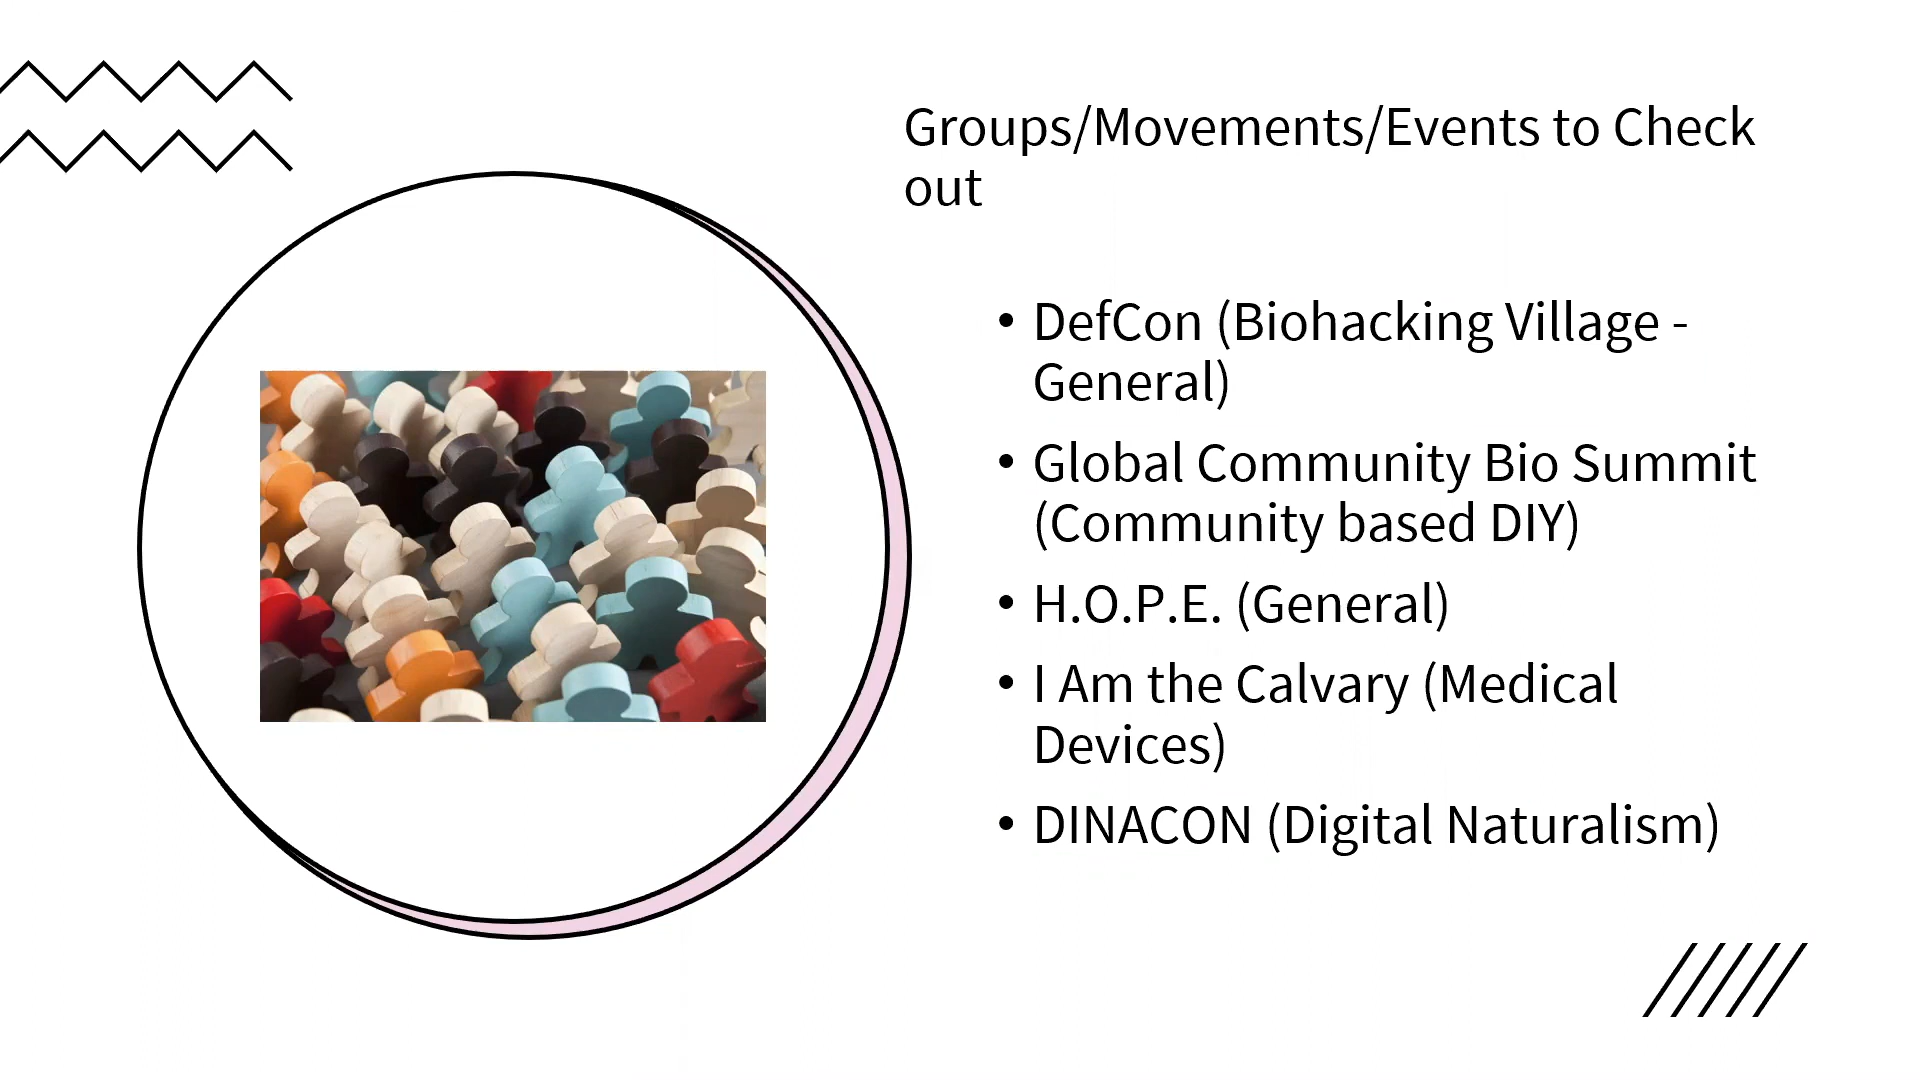 Groups/Movements/Events to Check
out
• DefCon (Biohacking Village -
General)
• Global Community Bio Summit
(Community based DIY)
• H.O.P.E. (General)
• I Am the Calvary (Medical
Devices)
• DINACON (Digital Naturalism)